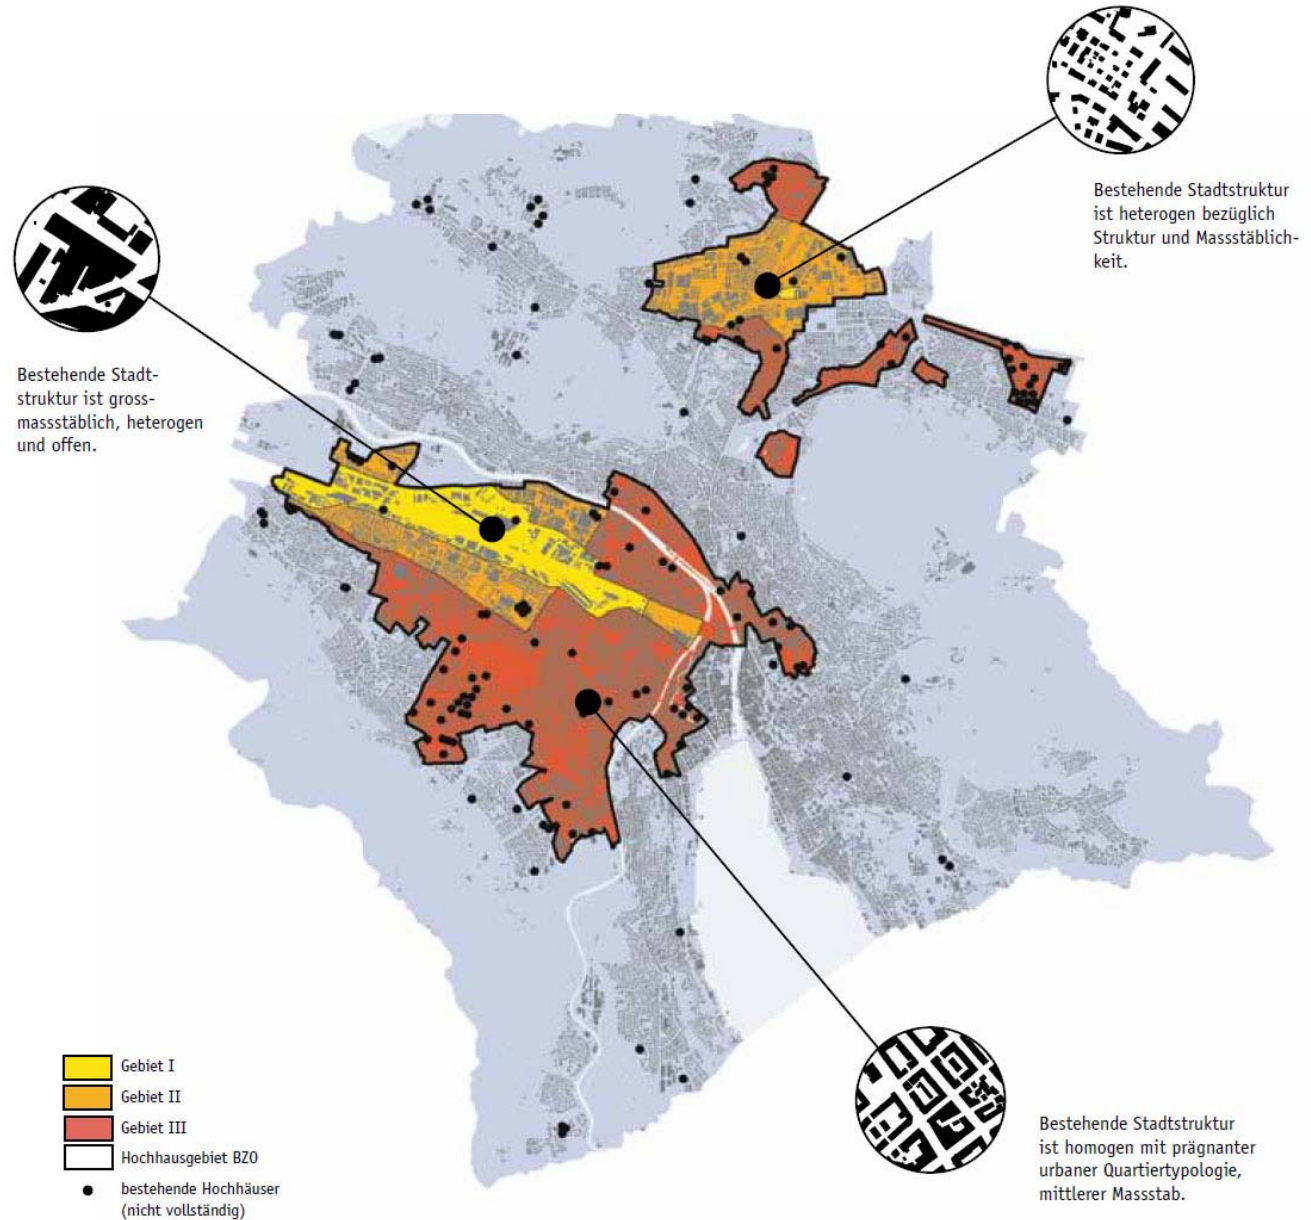 Bestehende Stadtstruktur
ist heterogen bezüglich
Struktur und Massstäblich-
keit.
Bestehende Stadt-
struktur ist gross-
massstäblich, heterogen
und offen.
Gebiet I
Gebiet II
Gebiet III
Hochhausgebiet BZO
bestehende Hochhäuser
(nicht vollständig)
Bestehende Stadtstruktur
ist homogen mit prägnanter
urbaner Quartiertypologie,
mittlerer Massstab.